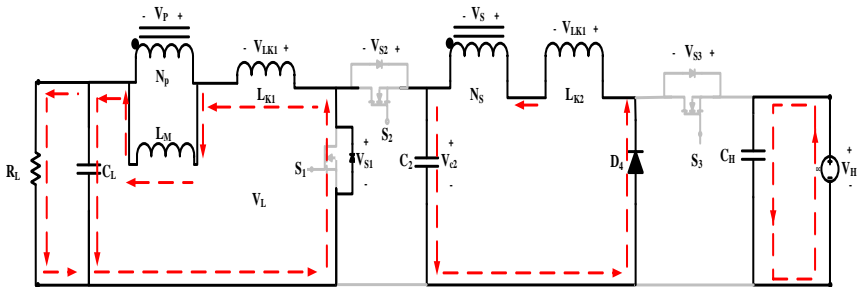 - V_P +
- V_LK1 +
- V_S2 +
- V_S +
- V_LK1 +
- V_S3 +
N_P
L_K1
N_S
L_K2
S_2
S_3
L_M
R_L
C_L
S_1
+
V_S1
-
C_2
+
V_c2
-
D_4
C_H
+
V_H
-
V_L